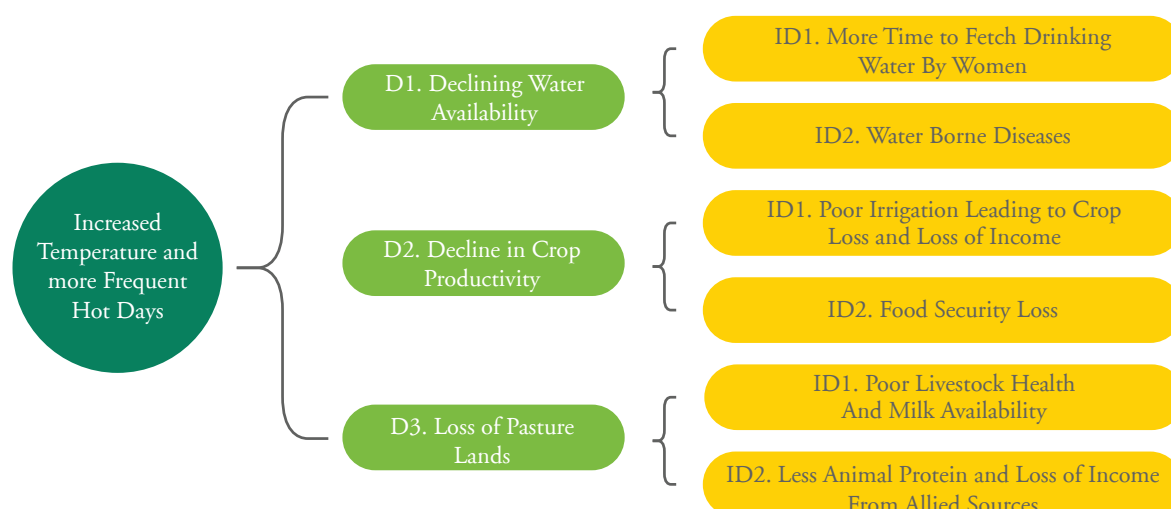 Increased
Temperature and
more Frequent
Hot Days
D1. Declining Water
Availability
ID1. More Time to Fetch Drinking
Water By Women
ID2. Water Borne Diseases
D2. Decline in Crop
Productivity
ID1. Poor Irrigation Leading to Crop
Loss and Loss of Income
ID2. Food Security Loss
D3. Loss of Pasture
Lands
ID1. Poor Livestock Health
And Milk Availability
ID2. Less Animal Protein and Loss of Income
From Allied Sources